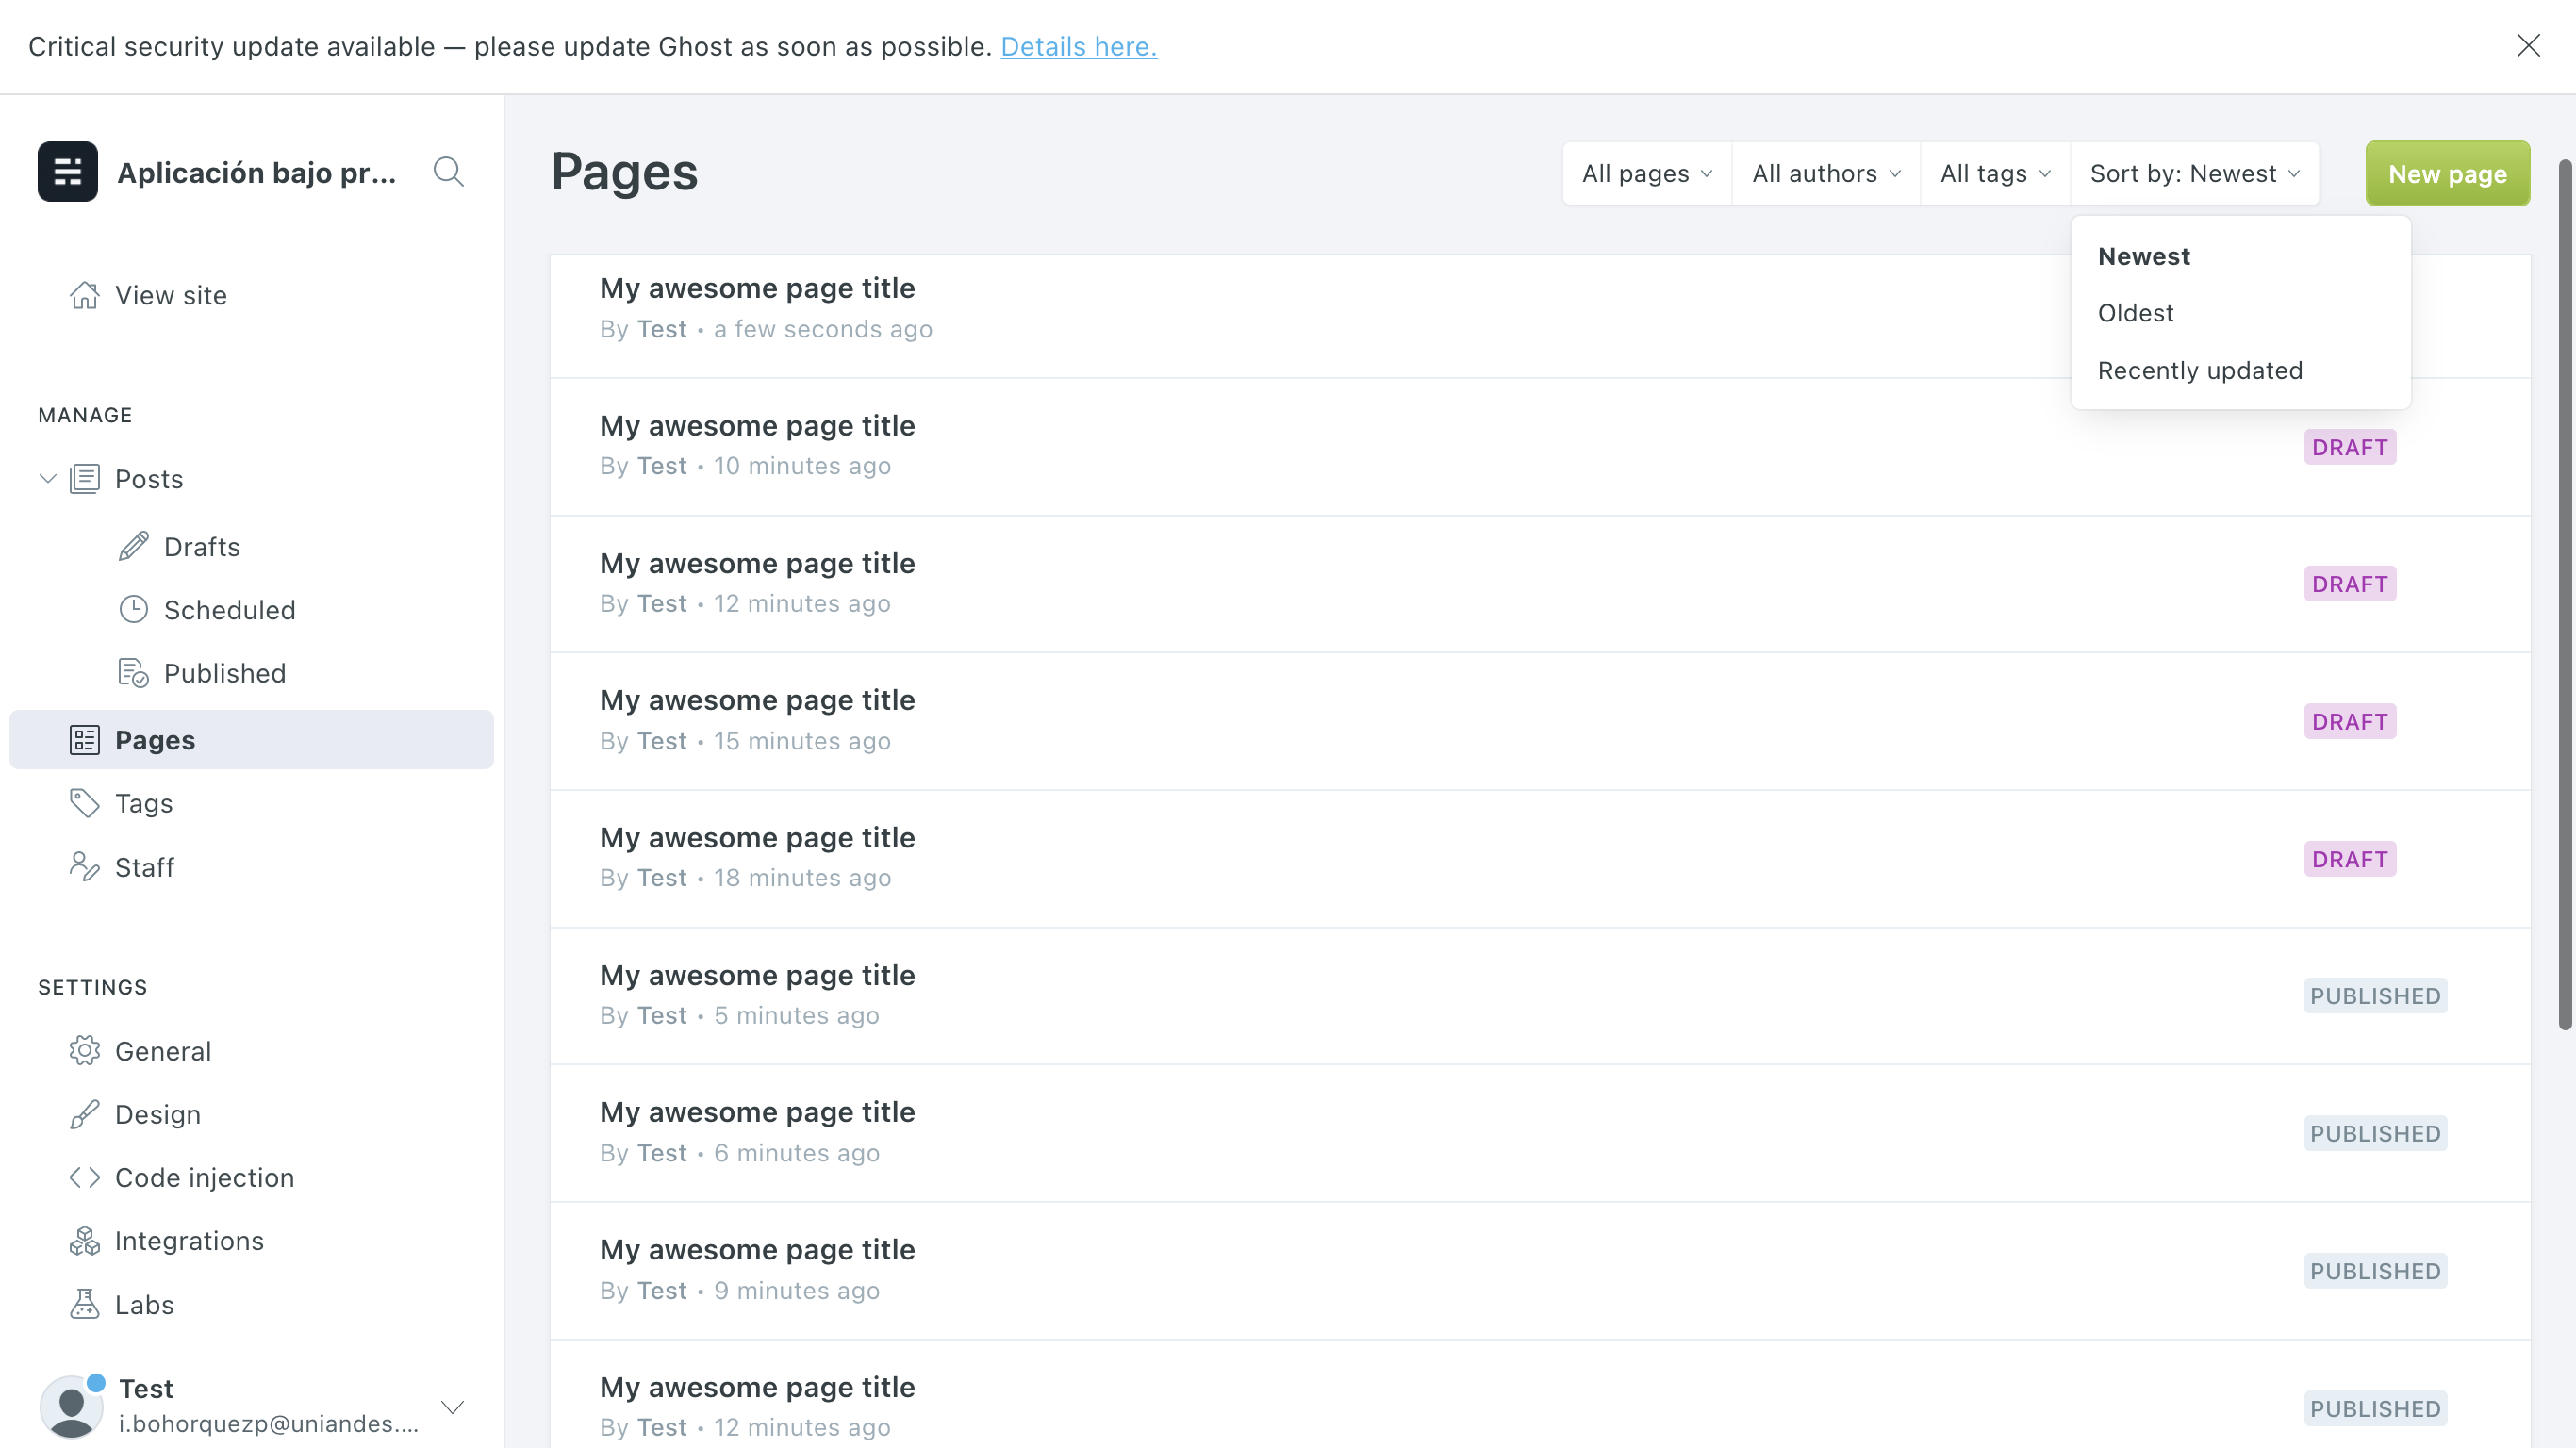 Critical security update available — please update Ghost as soon as possible. Details here.
Aplicación bajo pr...
View site
MANAGE
Posts
Drafts
Scheduled
Published
Pages
Tags
Staff
SETTINGS
General
Design
Code injection
Integrations
Labs
Test
i.bohorquezp@uniandes....
Pages
All pages
All authors
All tags
Sort by: Newest
New page
Newest
Oldest
Recently updated
My awesome page title
By Test • a few seconds ago
My awesome page title
By Test • 10 minutes ago
DRAFT
My awesome page title
By Test • 12 minutes ago
DRAFT
My awesome page title
By Test • 15 minutes ago
DRAFT
My awesome page title
By Test • 18 minutes ago
DRAFT
My awesome page title
By Test • 5 minutes ago
PUBLISHED
My awesome page title
By Test • 6 minutes ago
PUBLISHED
My awesome page title
By Test • 9 minutes ago
PUBLISHED
My awesome page title
By Test • 12 minutes ago
PUBLISHED